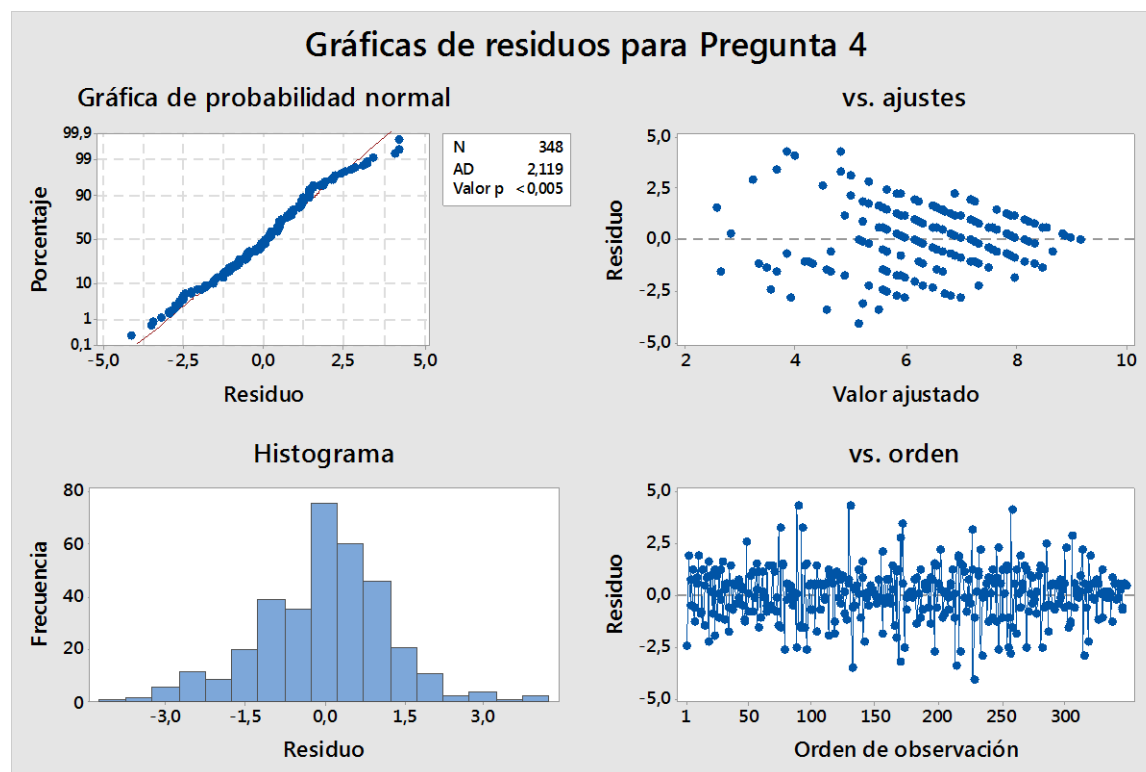 Gráficas de residuos para Pregunta 4
Gráfica de probabilidad normal
99,9
99
90
50
10
1
0,1
Porcentaje
-5,0 -2,5 0,0 2,5 5,0
Residuo
N 348
AD 2,119
Valor p <0,005
vs. ajustes
5,0
2,5
0,0
-2,5
-5,0
Residuo
2 4 6 8 10
Valor ajustado
Histograma
80
60
40
20
0
Frecuencia
-3,0 -1,5 0,0 1,5 3,0
Residuo
vs. orden
5,0
2,5
0,0
-2,5
-5,0
Residuo
1 50 100 150 200 250 300
Orden de observación